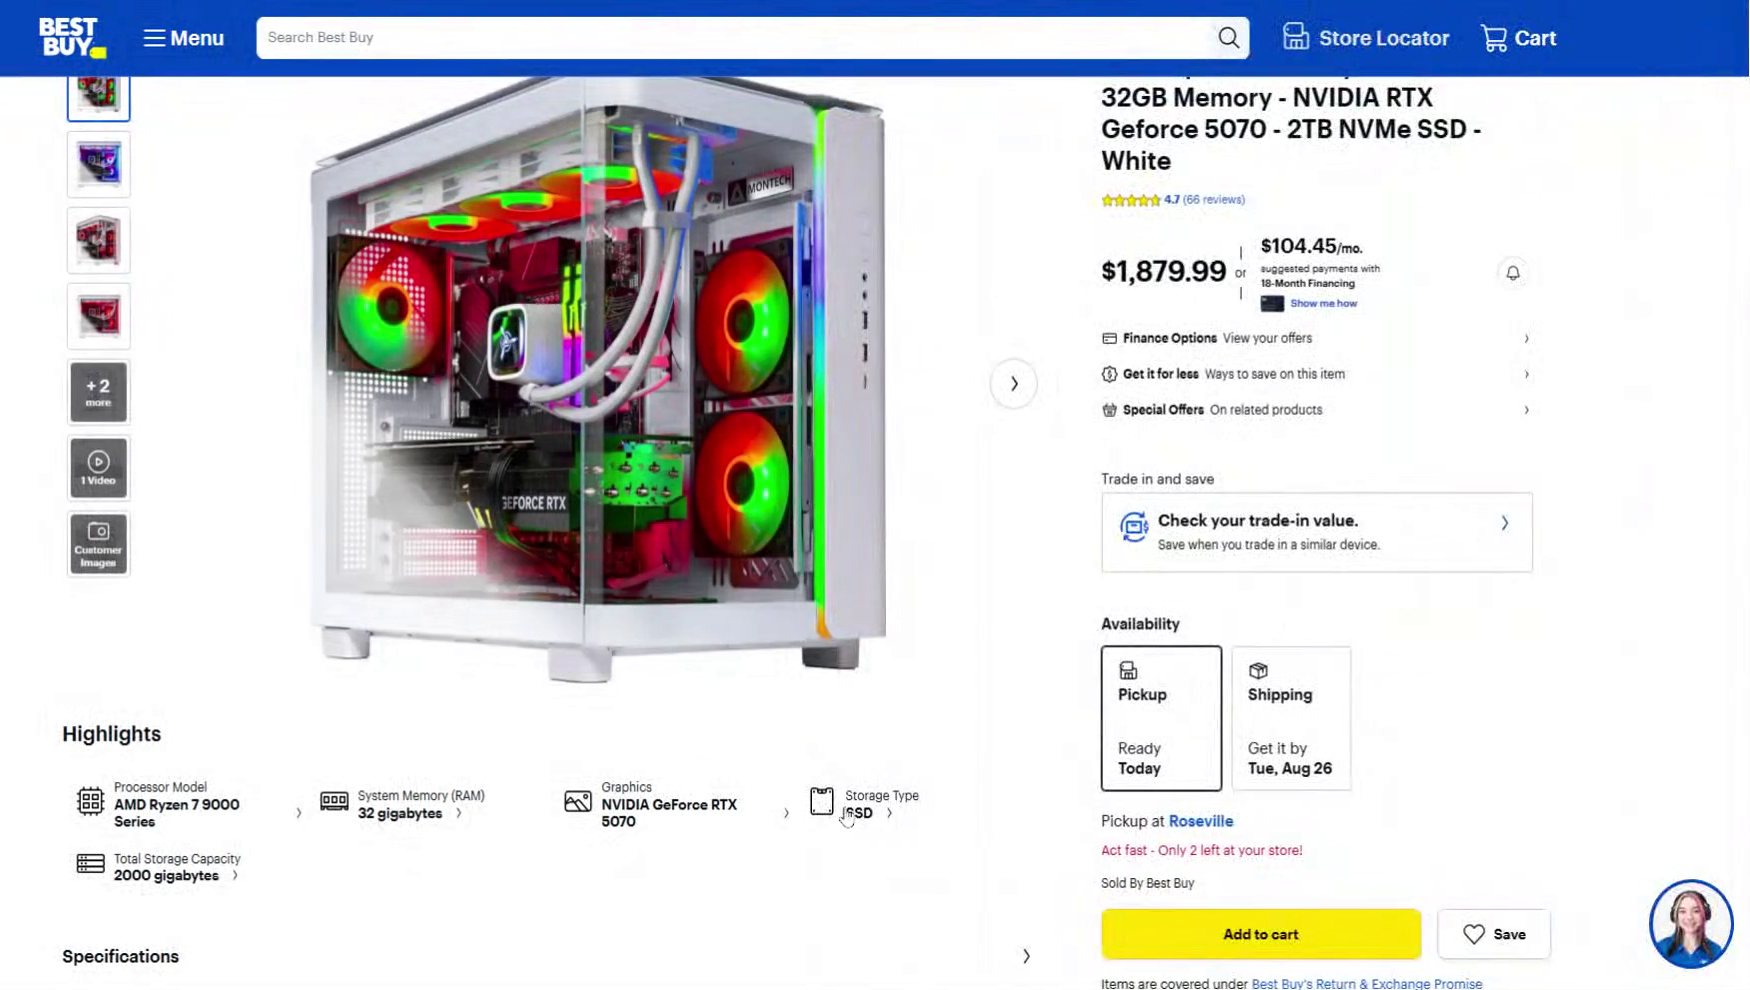 BEST
BUY
Menu
Search Best Buy
Store Locator
Cart
32GB Memory - NVIDIA RTX
Geforce 5070 - 2TB NVMe SSD -
White
4.7 (66 reviews)
$1,879.99
or
$104.45/mo.
suggested payments with
18-Month Financing
Show me how
Finance Options View your offers
Get it for less Ways to save on this item
Special Offers On related products
Trade in and save
Check your trade-in value.
Save when you trade in a similar device.
Availability
Pickup
Ready
Today
Shipping
Get it by
Tue, Aug 26
Pickup at Roseville
Act fast - Only 2 left at your store!
Sold By Best Buy
Add to cart
Save
Items are covered under Best Buy's Return & Exchange Promise
+2
more
1 Video
Customer
Images
MONTECH
GEFORCE RTX
Highlights
Processor Model
AMD Ryzen 7 9000
Series
System Memory (RAM)
32 gigabytes
Graphics
NVIDIA GeForce RTX
5070
Storage Type
SSD
Total Storage Capacity
2000 gigabytes
Specifications